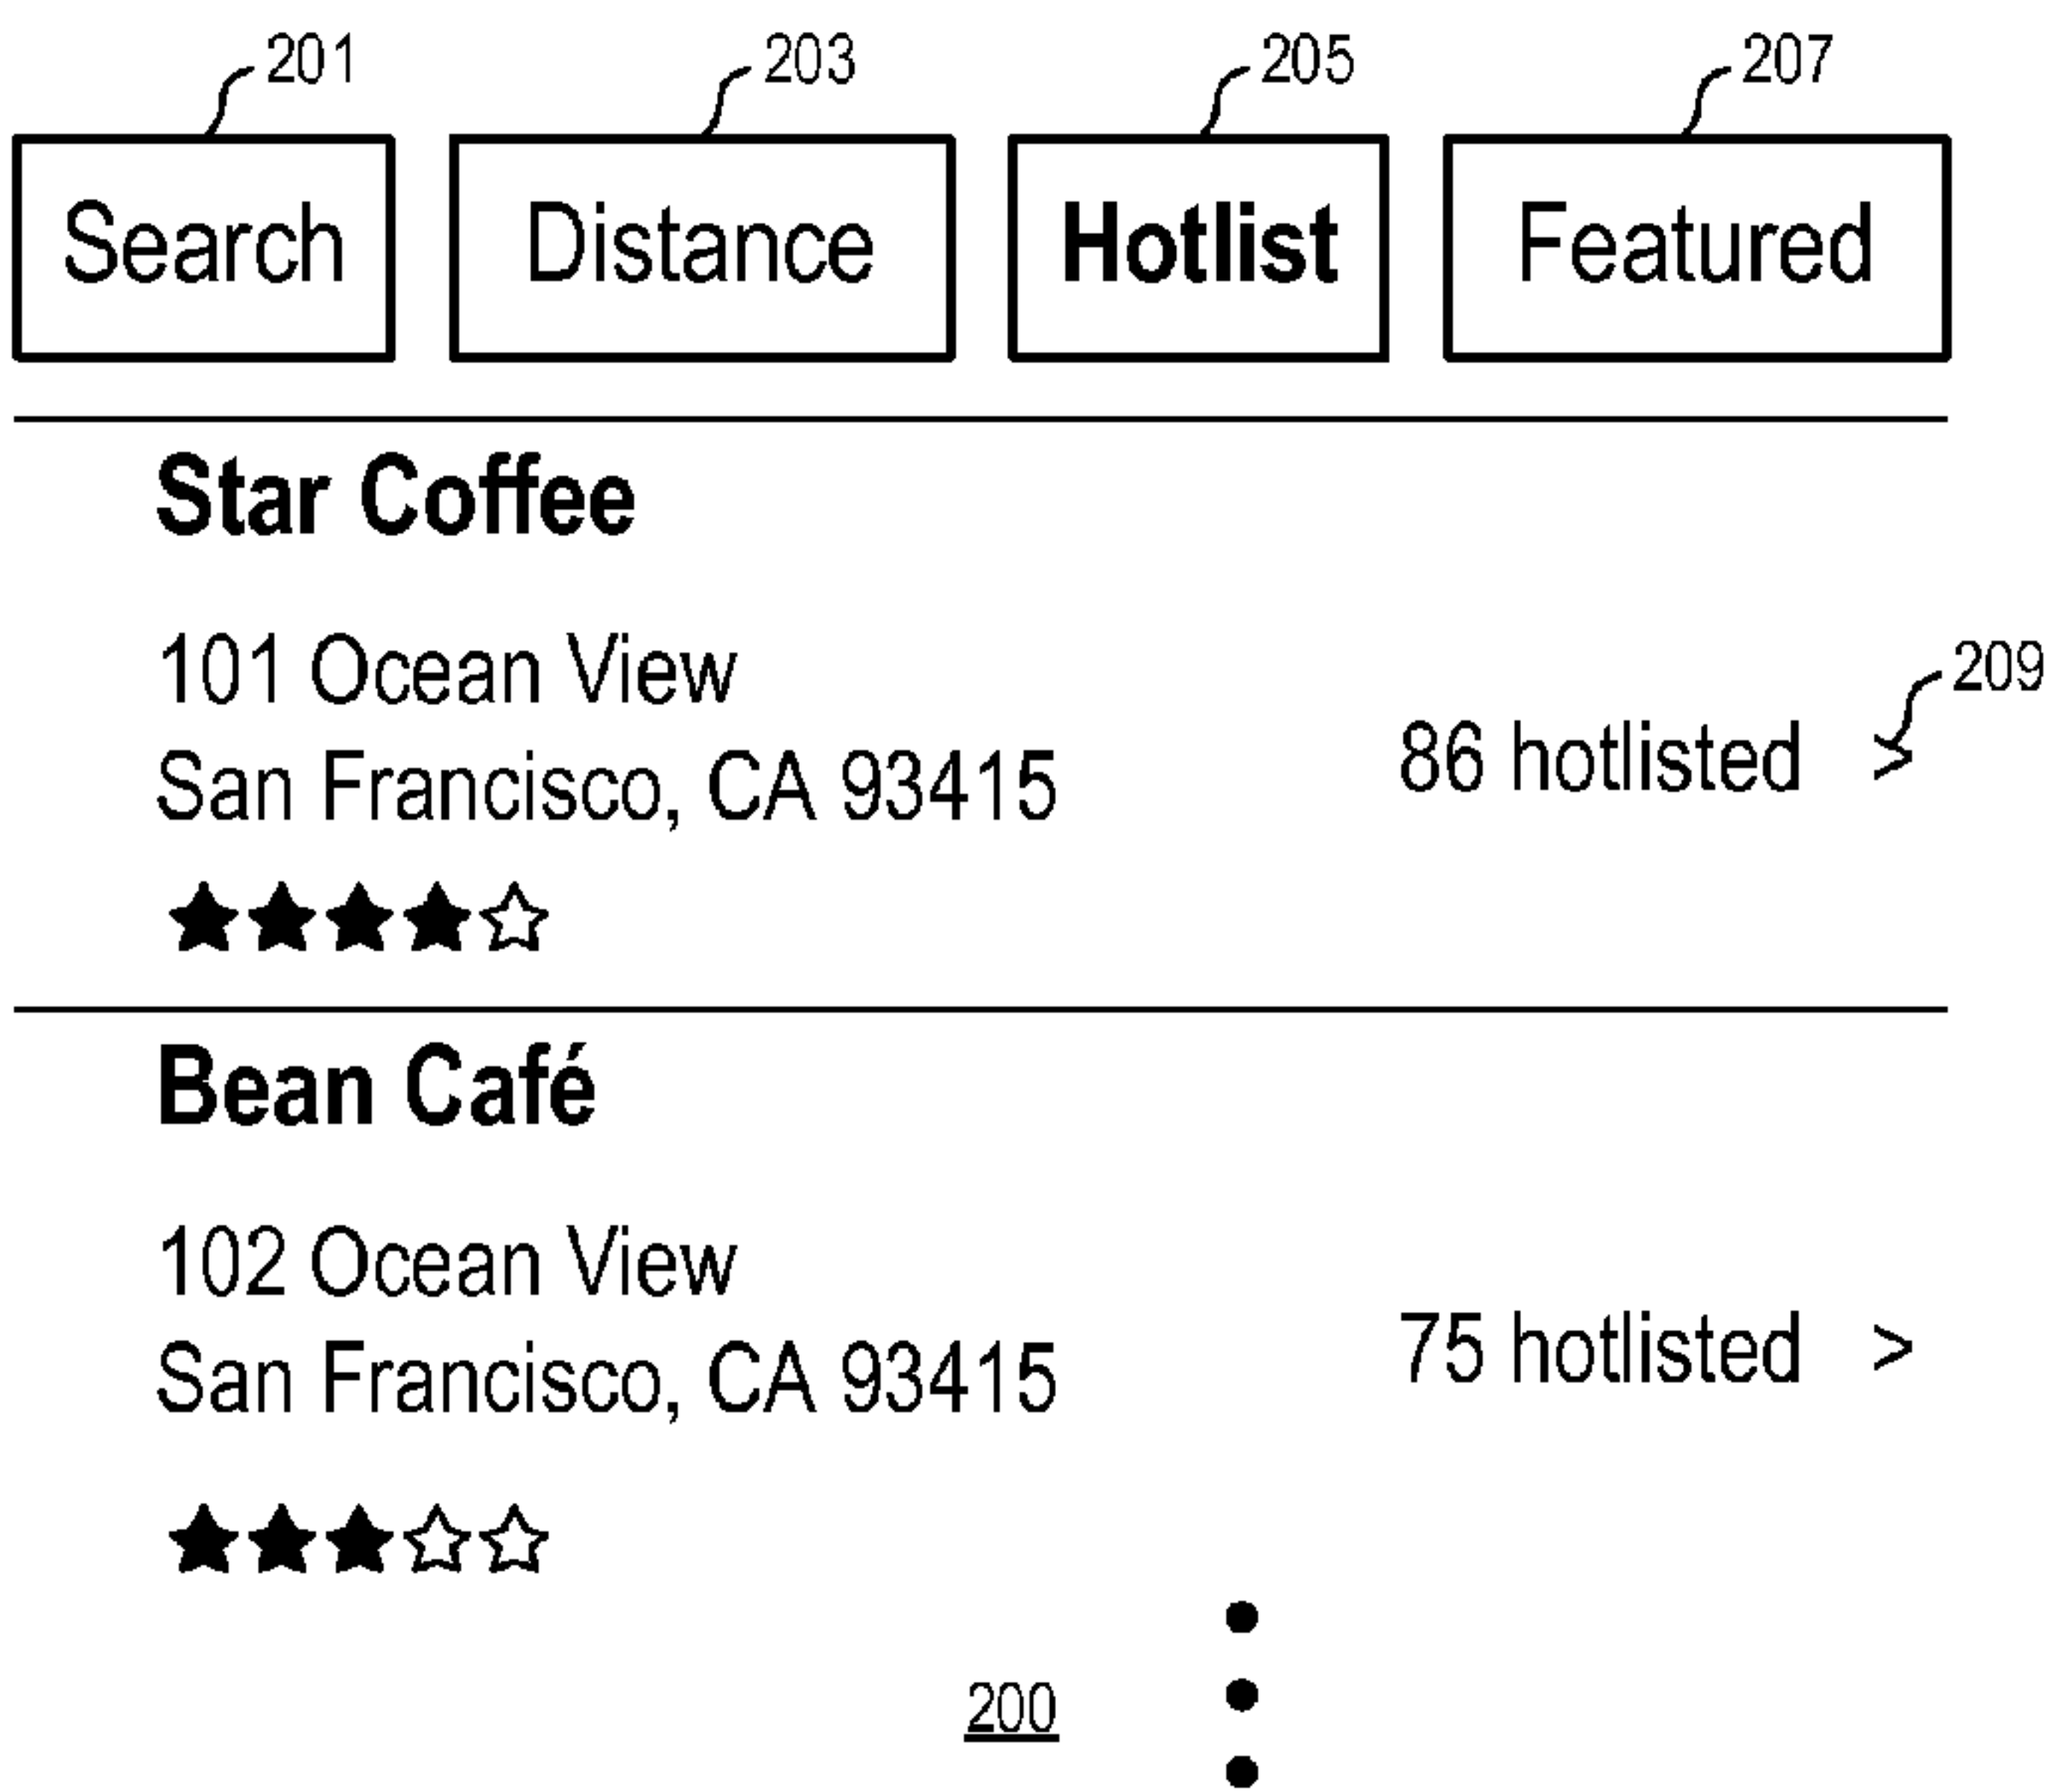 201 203 205 207
Search Distance Hotlist Featured
Star Coffee
101 Ocean View
209
San Francisco, CA 93415
86 hotlisted >
Bean Café
102 Ocean View
San Francisco, CA 93415
75 hotlisted >
200